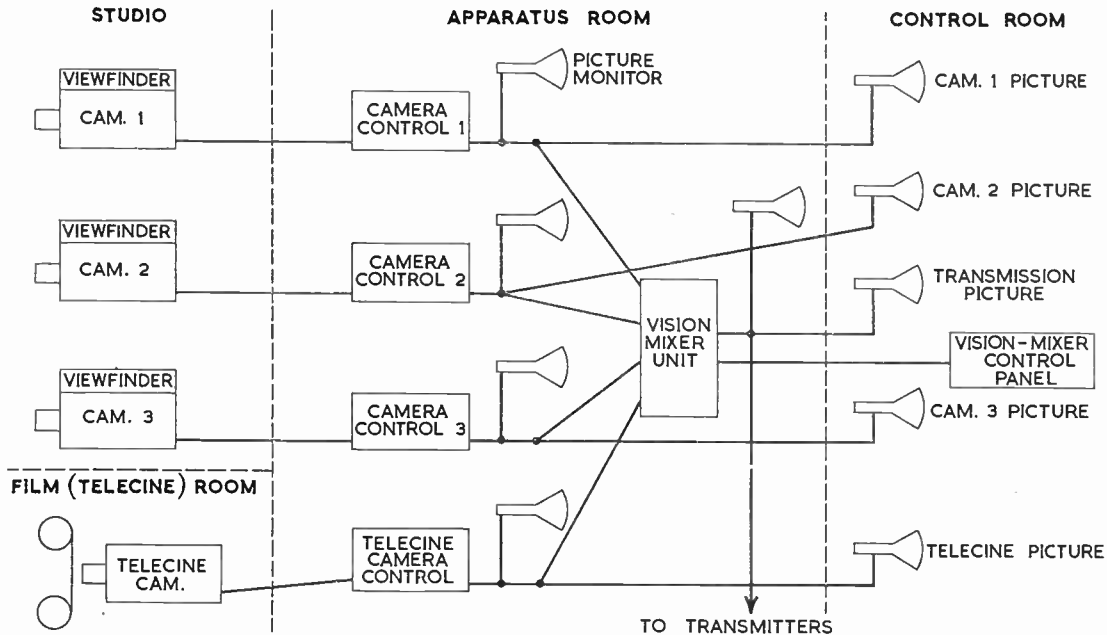 STUDIO
APPARATUS ROOM
CONTROL ROOM
VIEWFINDER
CAM. 1
CAMERA
CONTROL 1
PICTURE
MONITOR
CAM. 1 PICTURE
VIEWFINDER
CAM. 2
CAMERA
CONTROL 2
CAM. 2 PICTURE
VISION
MIXER
UNIT
TRANSMISSION
PICTURE
VISION-MIXER
CONTROL
PANEL
VIEWFINDER
CAM. 3
CAMERA
CONTROL 3
CAM. 3 PICTURE
FILM (TELECINE) ROOM
TELECINE
CAM.
TELECINE
CAMERA
CONTROL
TELECINE PICTURE
TO TRANSMITTERS